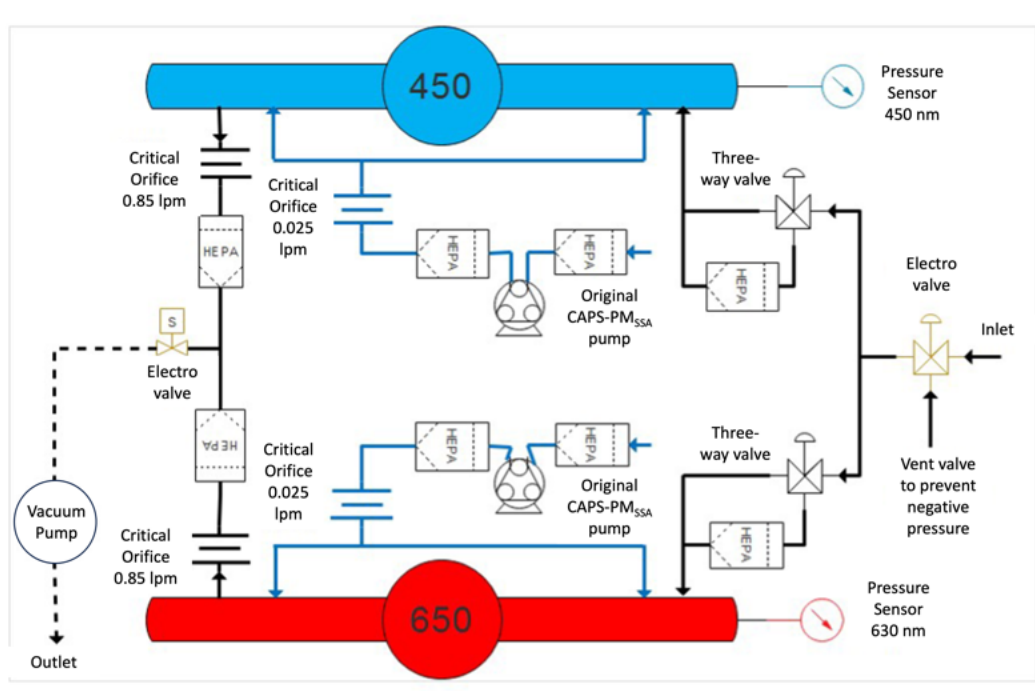 450
Pressure
Sensor
450 nm
Critical
Orifice
0.85 lpm
HEPA
Critical
Orifice
0.025
lpm
HEPA
HEPA
Original
CAPS-PMSSA
pump
Three-
way valve
HEPA
Electro
valve
Inlet
S
Electro
valve
HEPA
Vacuum
Pump
Critical
Orifice
0.85 lpm
Outlet
Critical
Orifice
0.025
lpm
HEPA
HEPA
Original
CAPS-PMSSA
pump
Three-
way valve
HEPA
Vent valve
to prevent
negative
pressure
650
Pressure
Sensor
630 nm